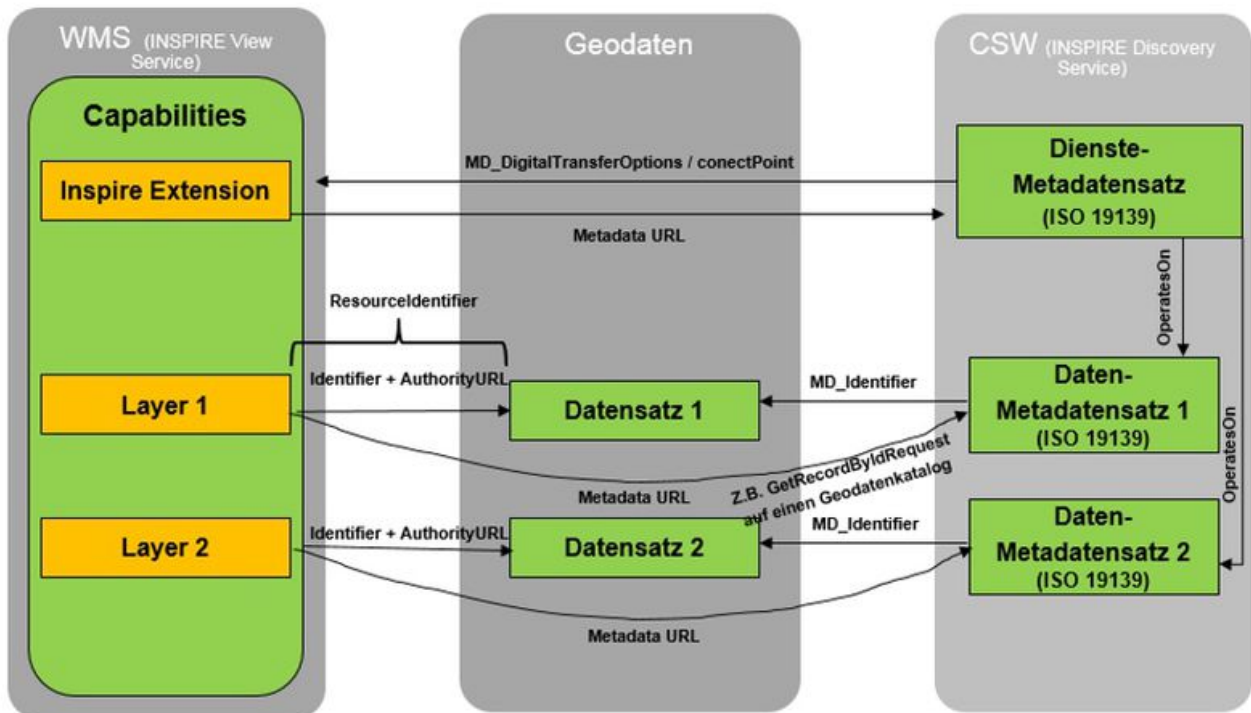 WMS (INSPIRE View
Service)
Geodaten
CSW (INSPIRE Discovery
Service)
Capabilities
Inspire Extension
MD_DigitalTransferOptions / conectPoint
Metadata URL
Dienste-
Metadatensatz
(ISO 19139)
OperatesOn
OperatesOn
ResourceIdentifier
Identifier + AuthorityURL
Layer 1
Datensatz 1
MD_Identifier
Daten-
Metadatensatz 1
(ISO 19139)
Metadata URL
Z.B. GetRecordByIdRequest
auf einen Geodatenkatalog
Identifier + AuthorityURL
Layer 2
Datensatz 2
MD_Identifier
Daten-
Metadatensatz 2
(ISO 19139)
Metadata URL